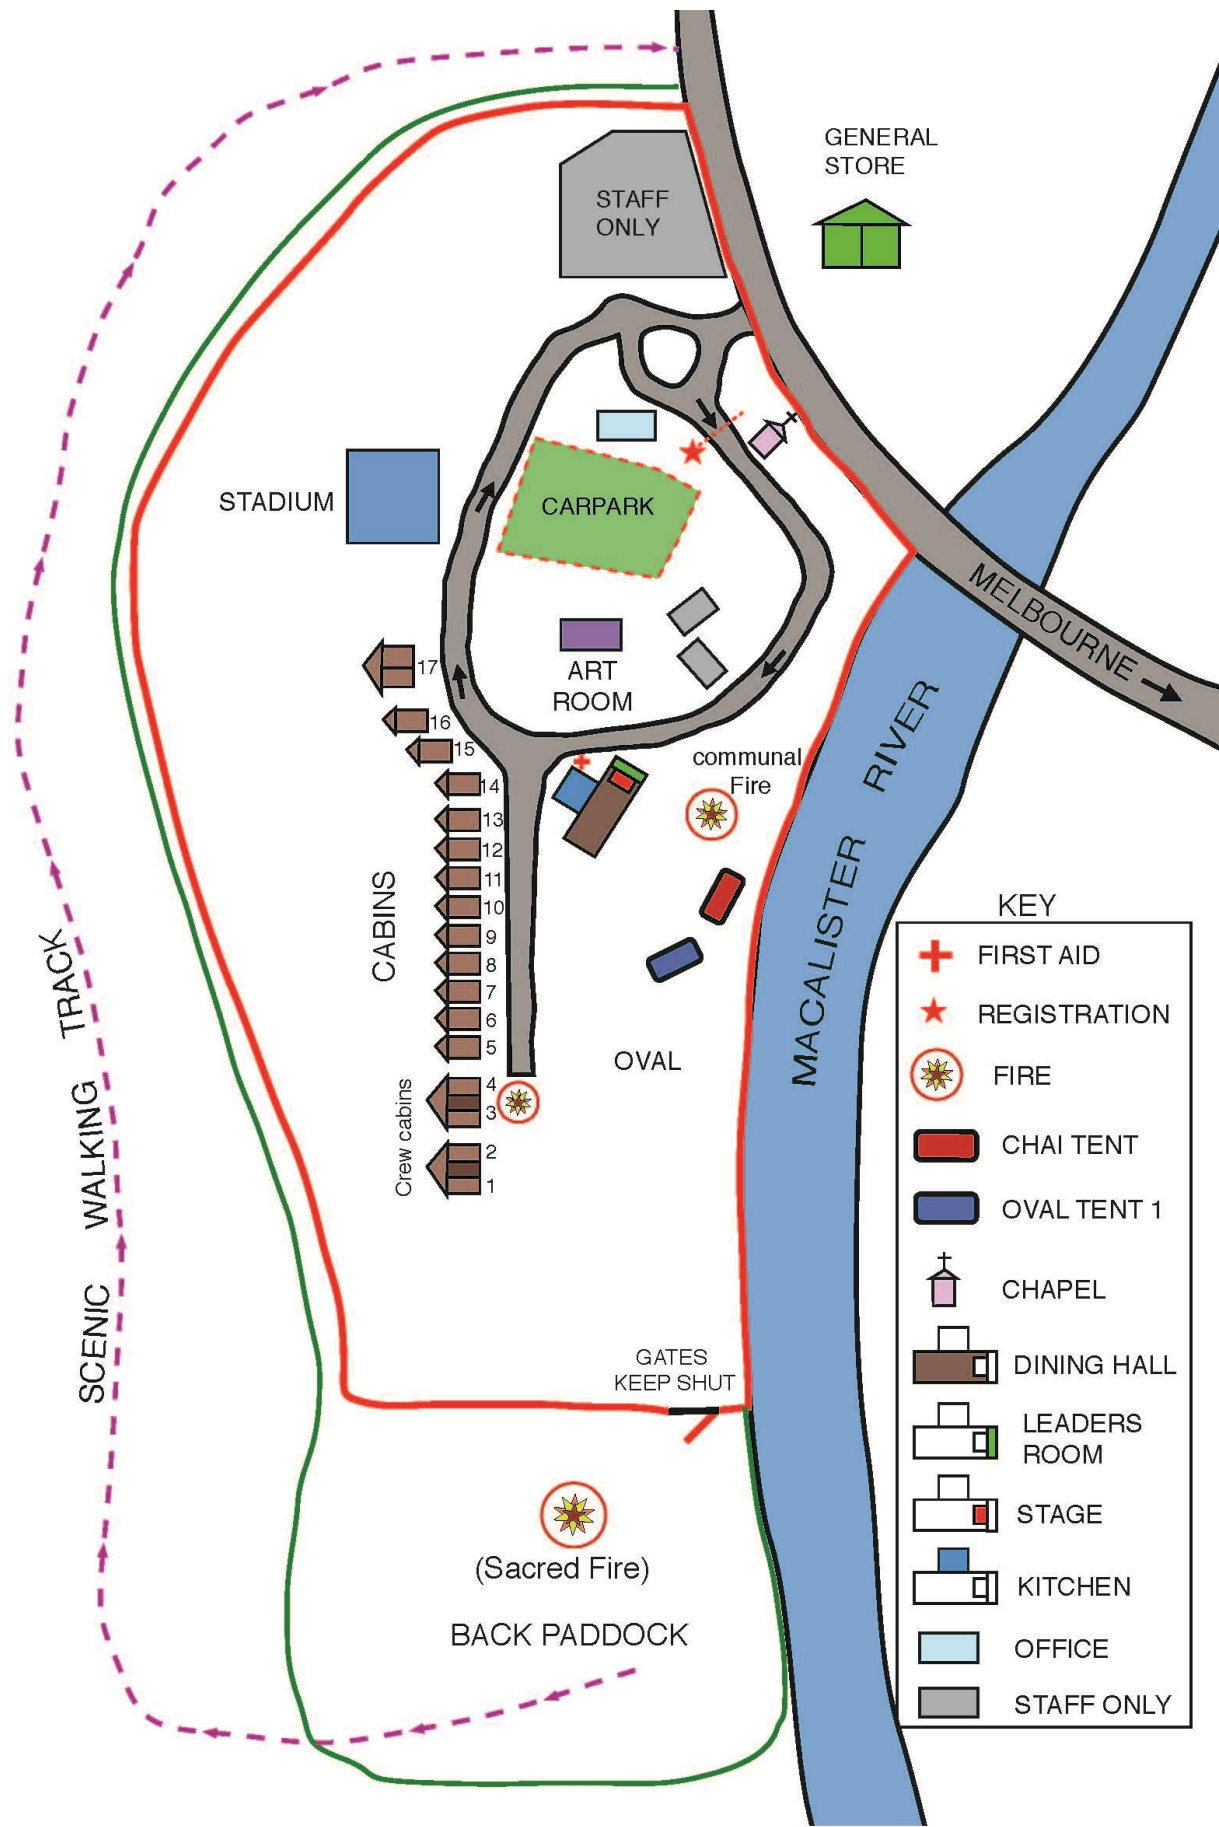 GENERAL
STORE
STAFF
ONLY
STADIUM
CARPARK
MELBOURNE
ART
ROOM
17
16
15
14
13
12
11
10
9
8
7
6
5
4
3
2
1
communal
Fire
RIVER
MACALISTER
CABINS
Crew cabins
OVAL
SCENIC WALKING TRACK
GATES
KEEP SHUT
(Sacred Fire)
BACK PADDOCK
KEY
FIRST AID
REGISTRATION
FIRE
CHAI TENT
OVAL TENT 1
CHAPEL
DINING HALL
LEADERS
ROOM
STAGE
KITCHEN
OFFICE
STAFF ONLY